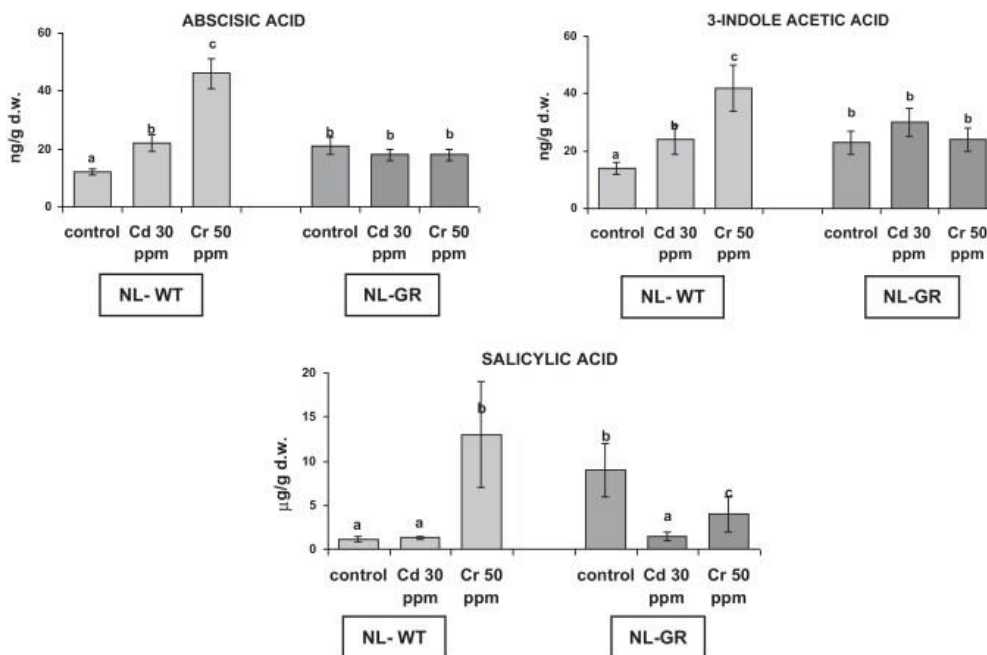 ABSCISIC ACID
60
40
20
0
ng/g d.w.
a
b
c
b
b
b
control Cd 30 ppm Cr 50 ppm
control Cd 30 ppm Cr 50 ppm
NL- WT
NL-GR
3-INDOLE ACETIC ACID
60
40
20
0
ng/g d.w.
a
b
c
b
b
b
control Cd 30 ppm Cr 50 ppm
control Cd 30 ppm Cr 50 ppm
NL- WT
NL-GR
SALICYLIC ACID
20
15
10
5
0
µg/g d.w.
a
a
b
b
a
c
control Cd 30 ppm Cr 50 ppm
control Cd 30 ppm Cr 50 ppm
NL- WT
NL-GR